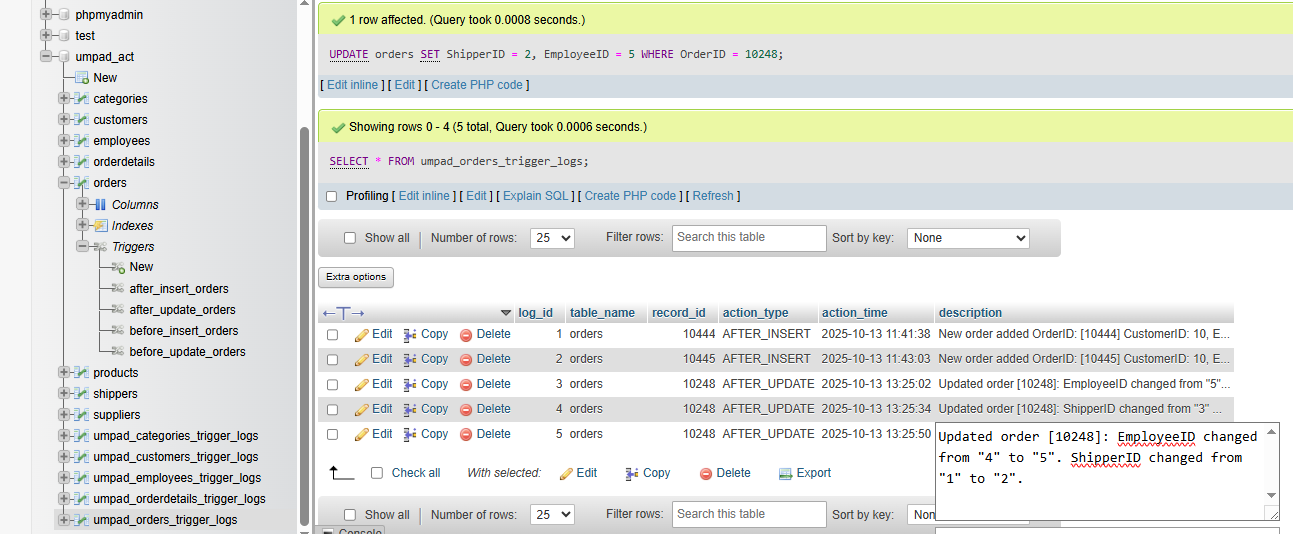 phpmyadmin
test
umpad_act
New
categories
customers
employees
orderdetails
orders
Columns
Indexes
Triggers
New
after_insert_orders
after_update_orders
before_insert_orders
before_update_orders
products
shippers
suppliers
umpad_categories_trigger_logs
umpad_customers_trigger_logs
umpad_employees_trigger_logs
umpad_orderdetails_trigger_logs
umpad_orders_trigger_logs
1 row affected. (Query took 0.0008 seconds.)
UPDATE orders SET ShipperID = 2, EmployeeID = 5 WHERE OrderID = 10248;
[ Edit inline ] [ Edit ] [ Create PHP code ]
Showing rows 0 - 4 (5 total, Query took 0.0006 seconds.)
SELECT * FROM umpad_orders_trigger_logs;
Profiling [ Edit inline ] [ Edit ] [ Explain SQL ] [ Create PHP code ] [ Refresh ]
Show all | Number of rows: 25 Filter rows: Search this table Sort by key: None
Extra options
←T→ log_id table_name record_id action_type action_time description
Edit Copy Delete 1 orders 10444 AFTER_INSERT 2025-10-13 11:41:38 New order added OrderID: [10444] CustomerID: 10, E...
Edit Copy Delete 2 orders 10445 AFTER_INSERT 2025-10-13 11:43:03 New order added OrderID: [10445] CustomerID: 10, E...
Edit Copy Delete 3 orders 10248 AFTER_UPDATE 2025-10-13 13:25:02 Updated order [10248]: EmployeeID changed from "5"...
Edit Copy Delete 4 orders 10248 AFTER_UPDATE 2025-10-13 13:25:34 Updated order [10248]: ShipperID changed from "3" ...
Edit Copy Delete 5 orders 10248 AFTER_UPDATE 2025-10-13 13:25:50
Updated order [10248]: EmployeeID changed
from "4" to "5". ShipperID changed from
"1" to "2".
Check all With selected: Edit Copy Delete Export
Show all | Number of rows: 25 Filter rows: Search this table Sort by key: Non
Console